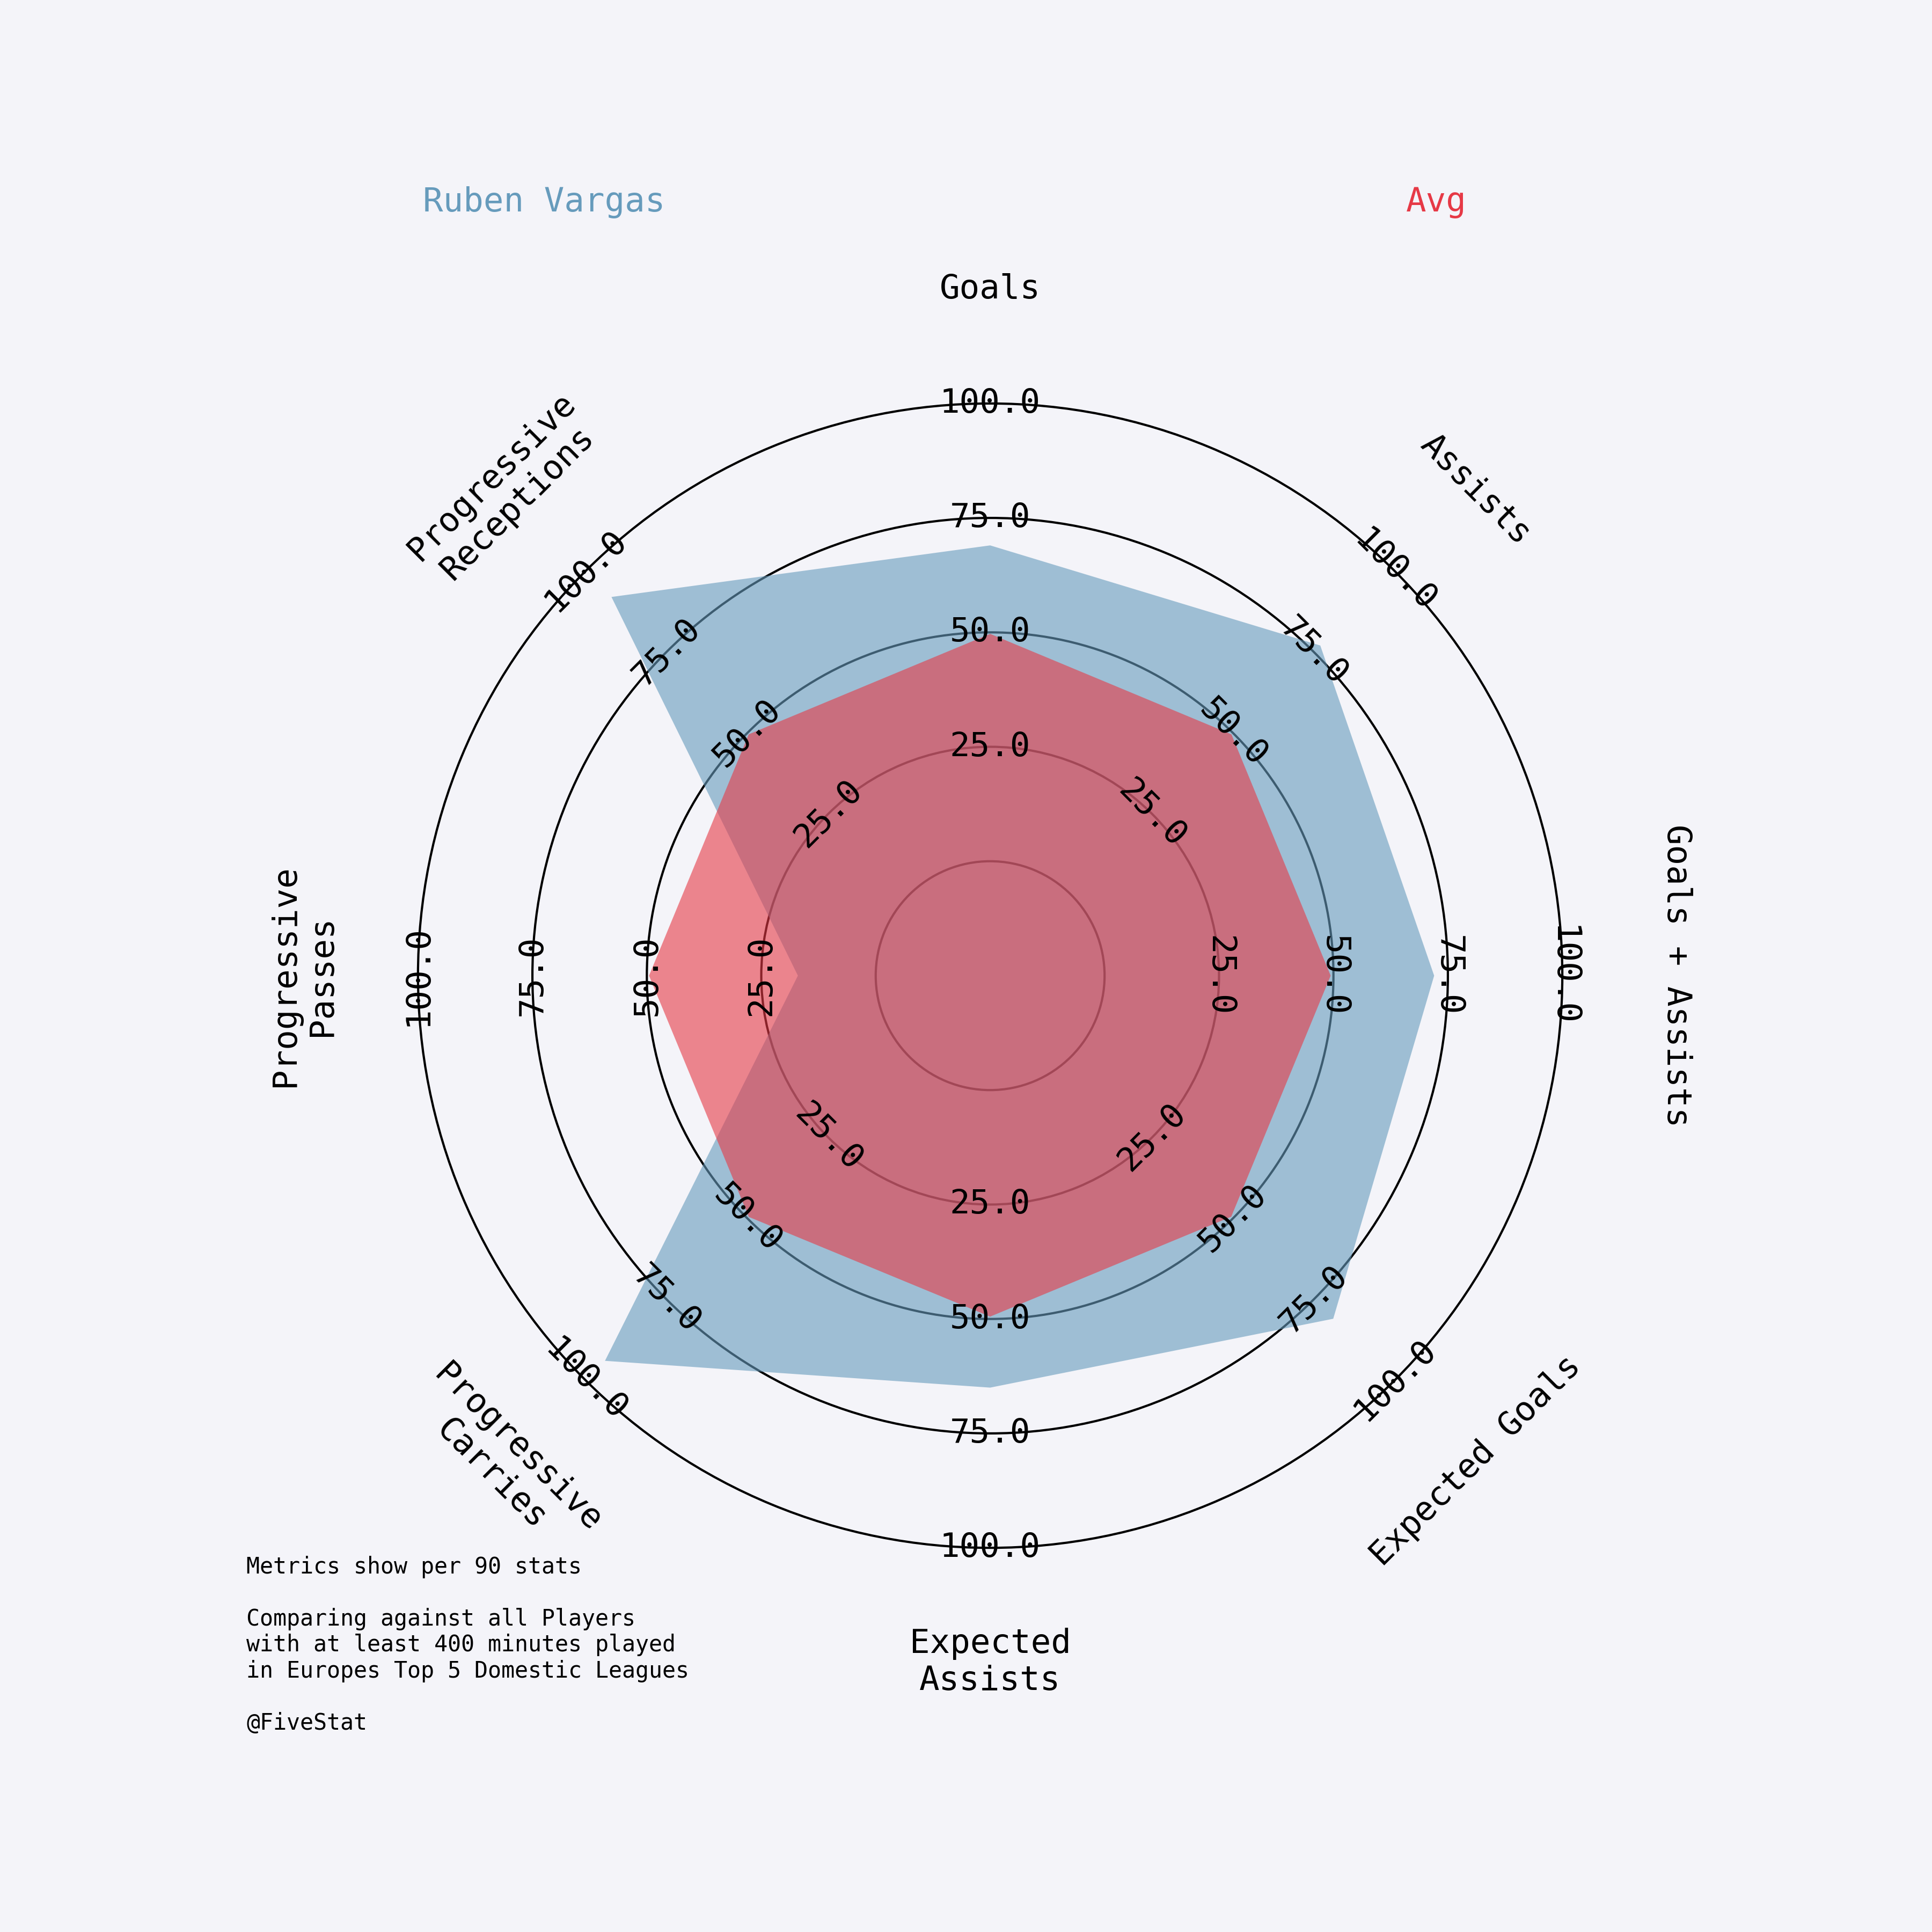 Ruben Vargas
Avg
Goals
Assists
Goals + Assists
Expected Goals
Expected
Assists
Progressive
Carries
Progressive
Passes
Progressive
Receptions
25.0
50.0
75.0
100.0
25.0
50.0
75.0
100.0
25.0
50.0
75.0
100.0
25.0
50.0
75.0
100.0
25.0
50.0
75.0
100.0
25.0
50.0
75.0
100.0
25.0
50.0
75.0
100.0
25.0
50.0
75.0
100.0
Metrics show per 90 stats
Comparing against all Players
with at least 400 minutes played
in Europes Top 5 Domestic Leagues
@FiveStat